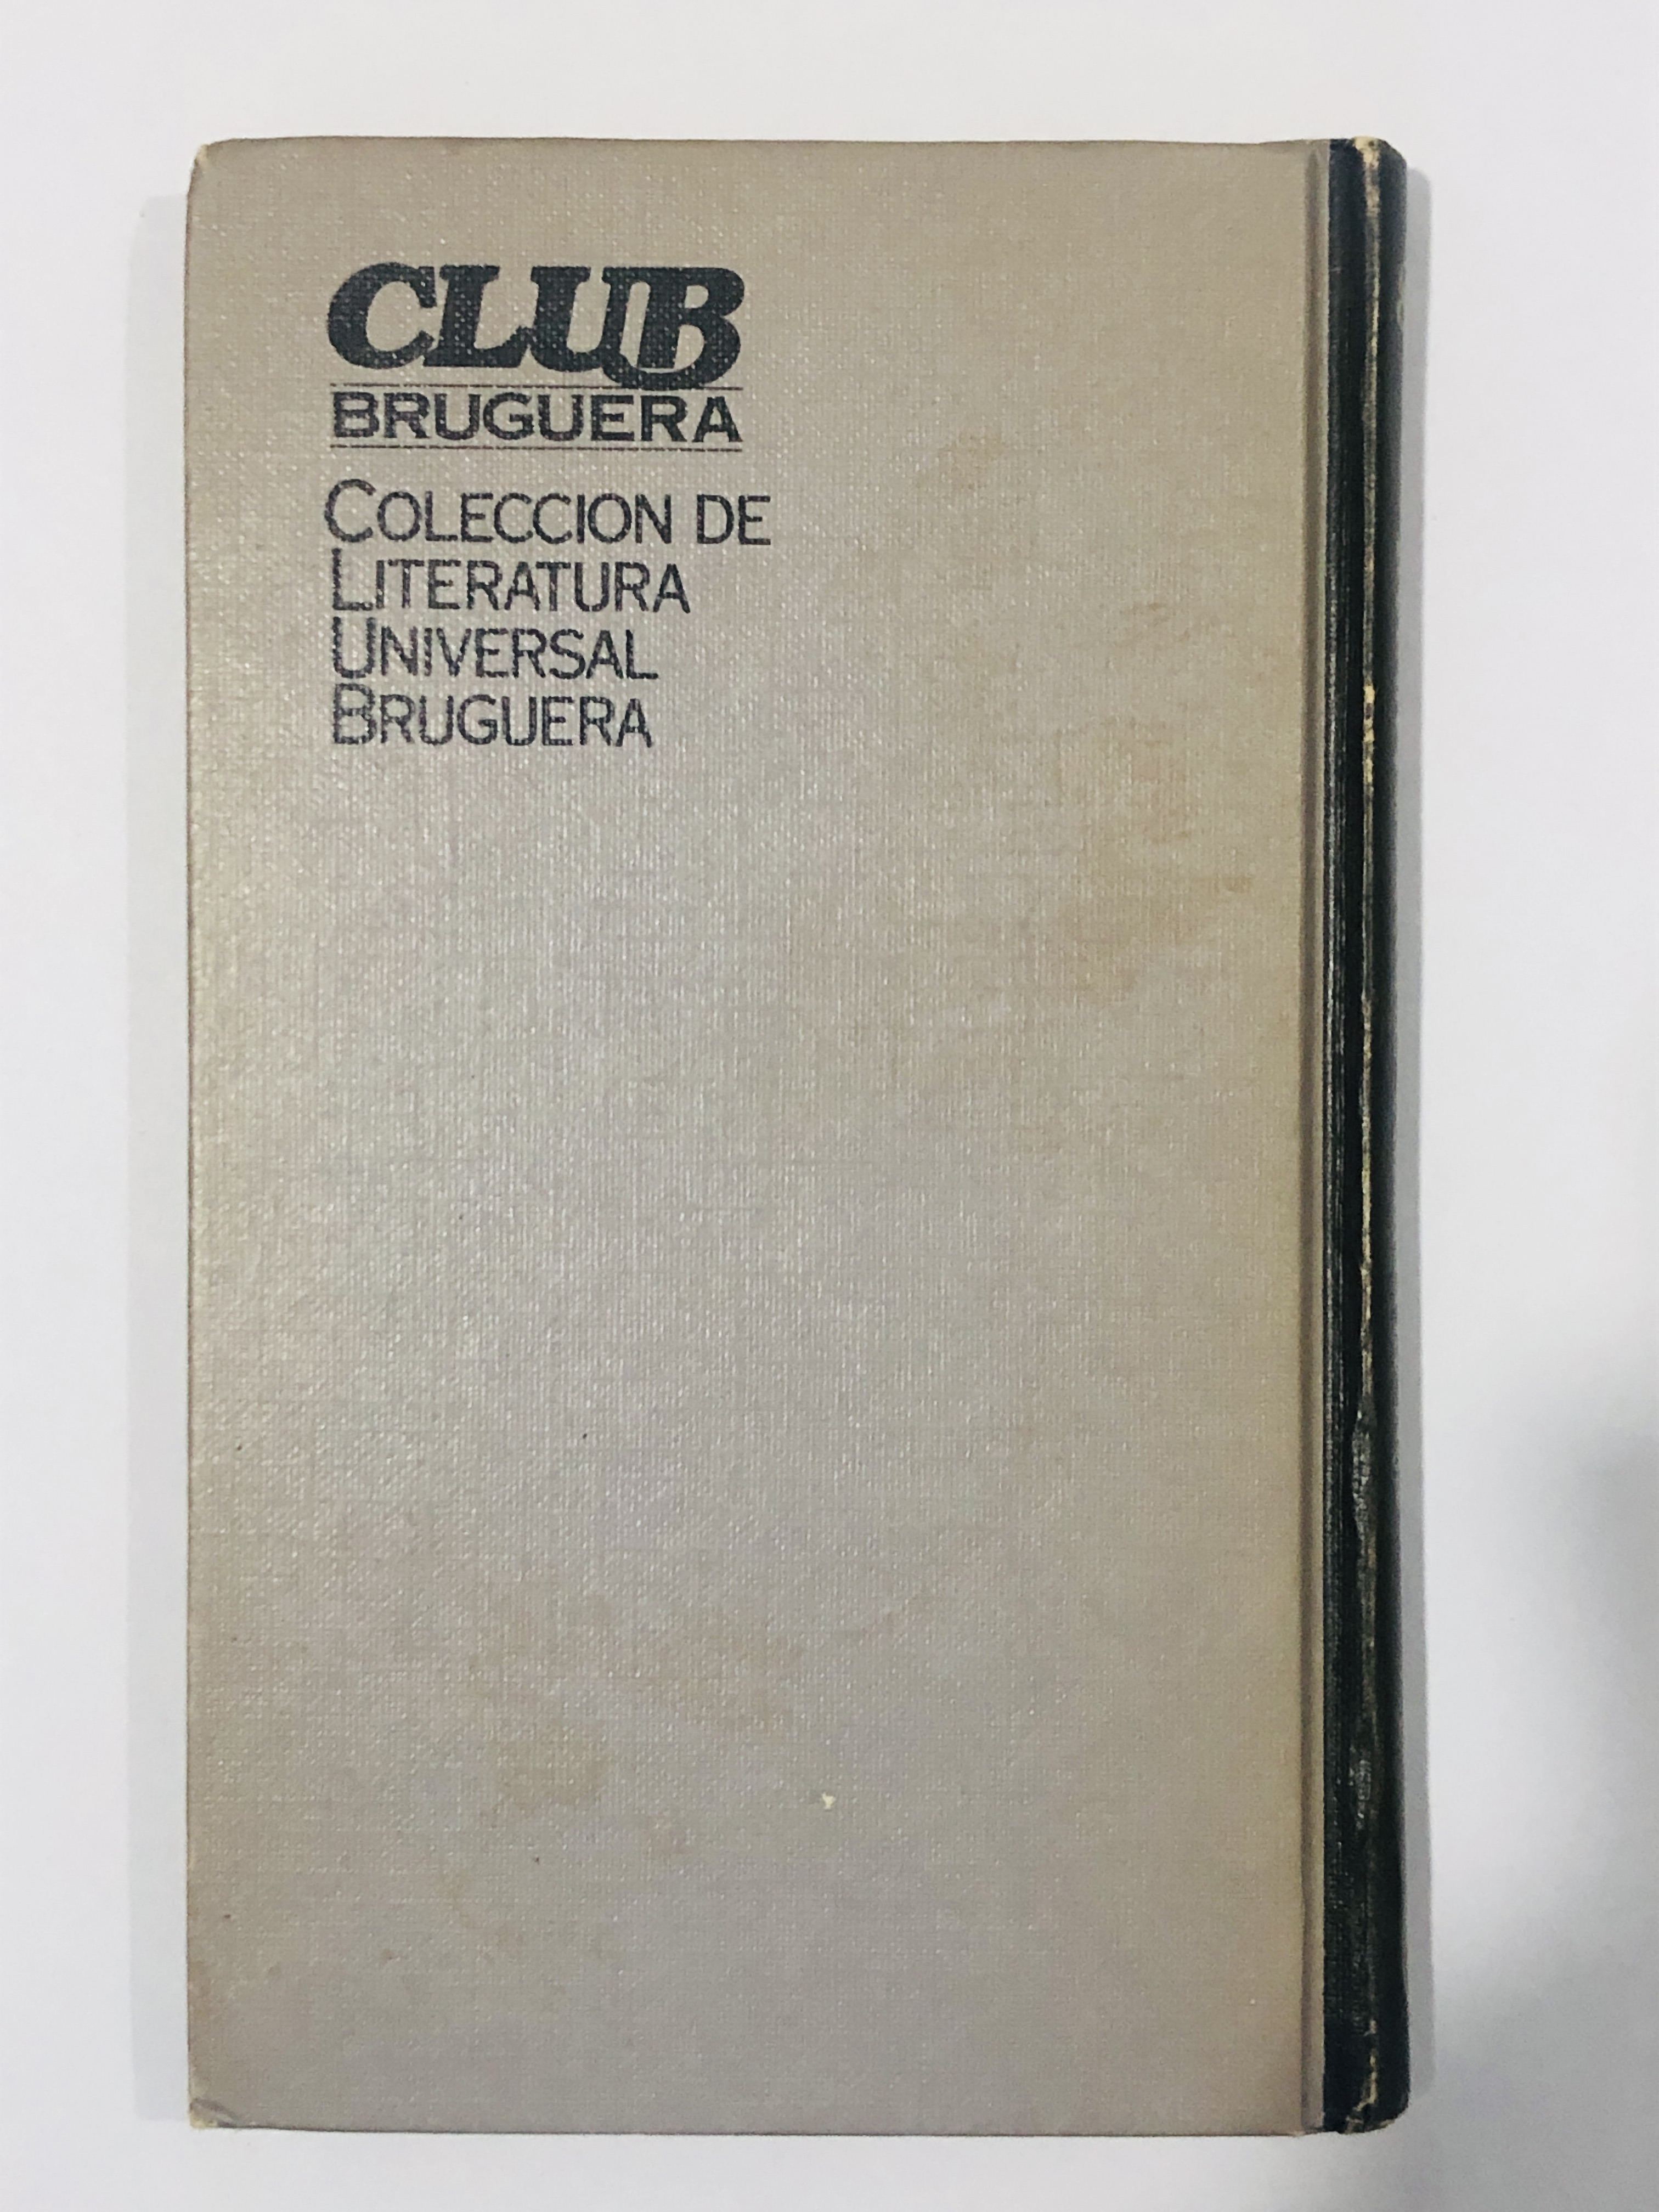 CLUB
BRUGUERA
COLECCION DE
LITERATURA
UNIVERSAL
BRUGUERA